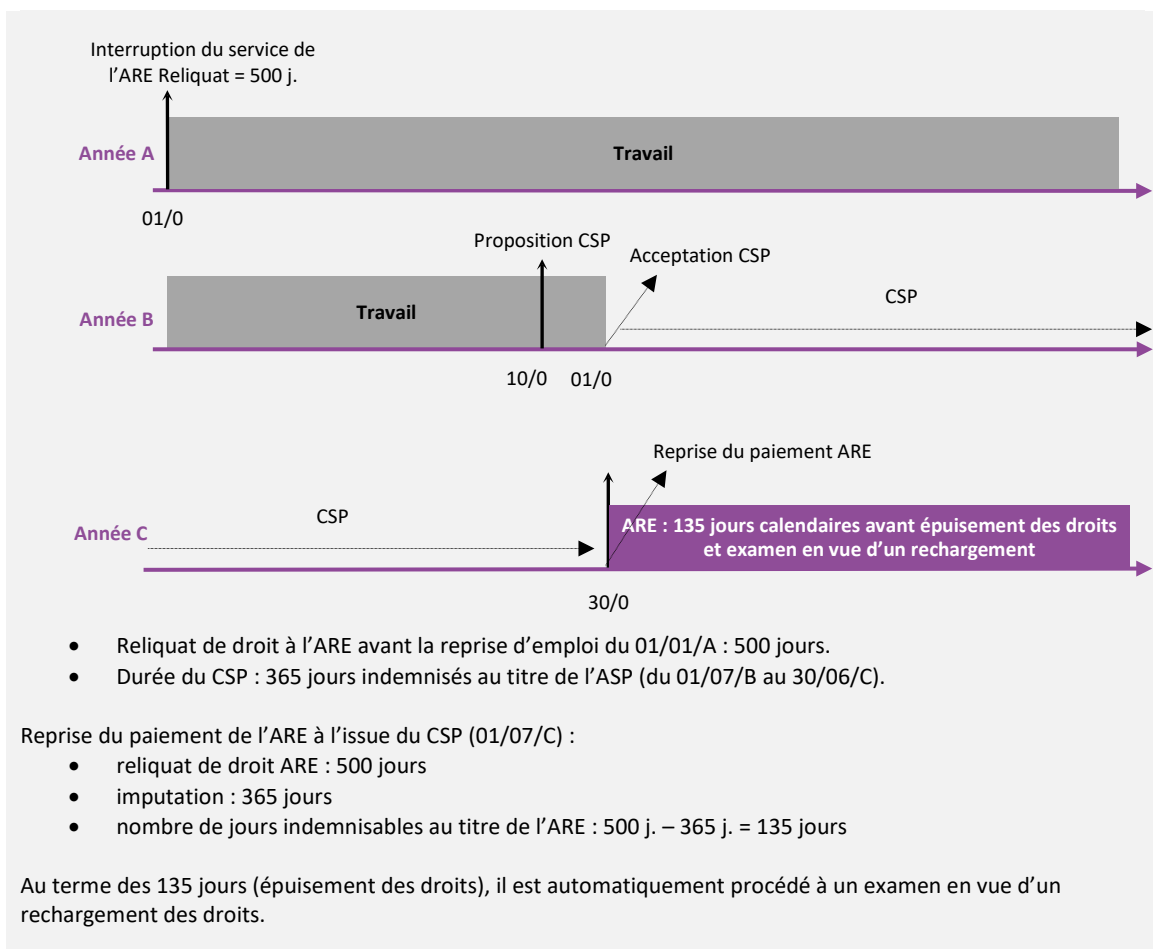 Interruption du service de
l’ARE Reliquat = 500 j.
Année A
Travail
01/0
Proposition CSP
Acceptation CSP
Année B
Travail
CSP
10/0
01/0
Reprise du paiement ARE
Année C
CSP
ARE : 135 jours calendaires avant épuisement des droits
et examen en vue d’un rechargement
30/0
• Reliquat de droit à l’ARE avant la reprise d’emploi du 01/01/A : 500 jours.
• Durée du CSP : 365 jours indemnisés au titre de l’ASP (du 01/07/B au 30/06/C).
Reprise du paiement de l’ARE à l’issue du CSP (01/07/C) :
• reliquat de droit ARE : 500 jours
• imputation : 365 jours
• nombre de jours indemnisables au titre de l’ARE : 500 j. – 365 j. = 135 jours
Au terme des 135 jours (épuisement des droits), il est automatiquement procédé à un examen en vue d’un
rechargement des droits.